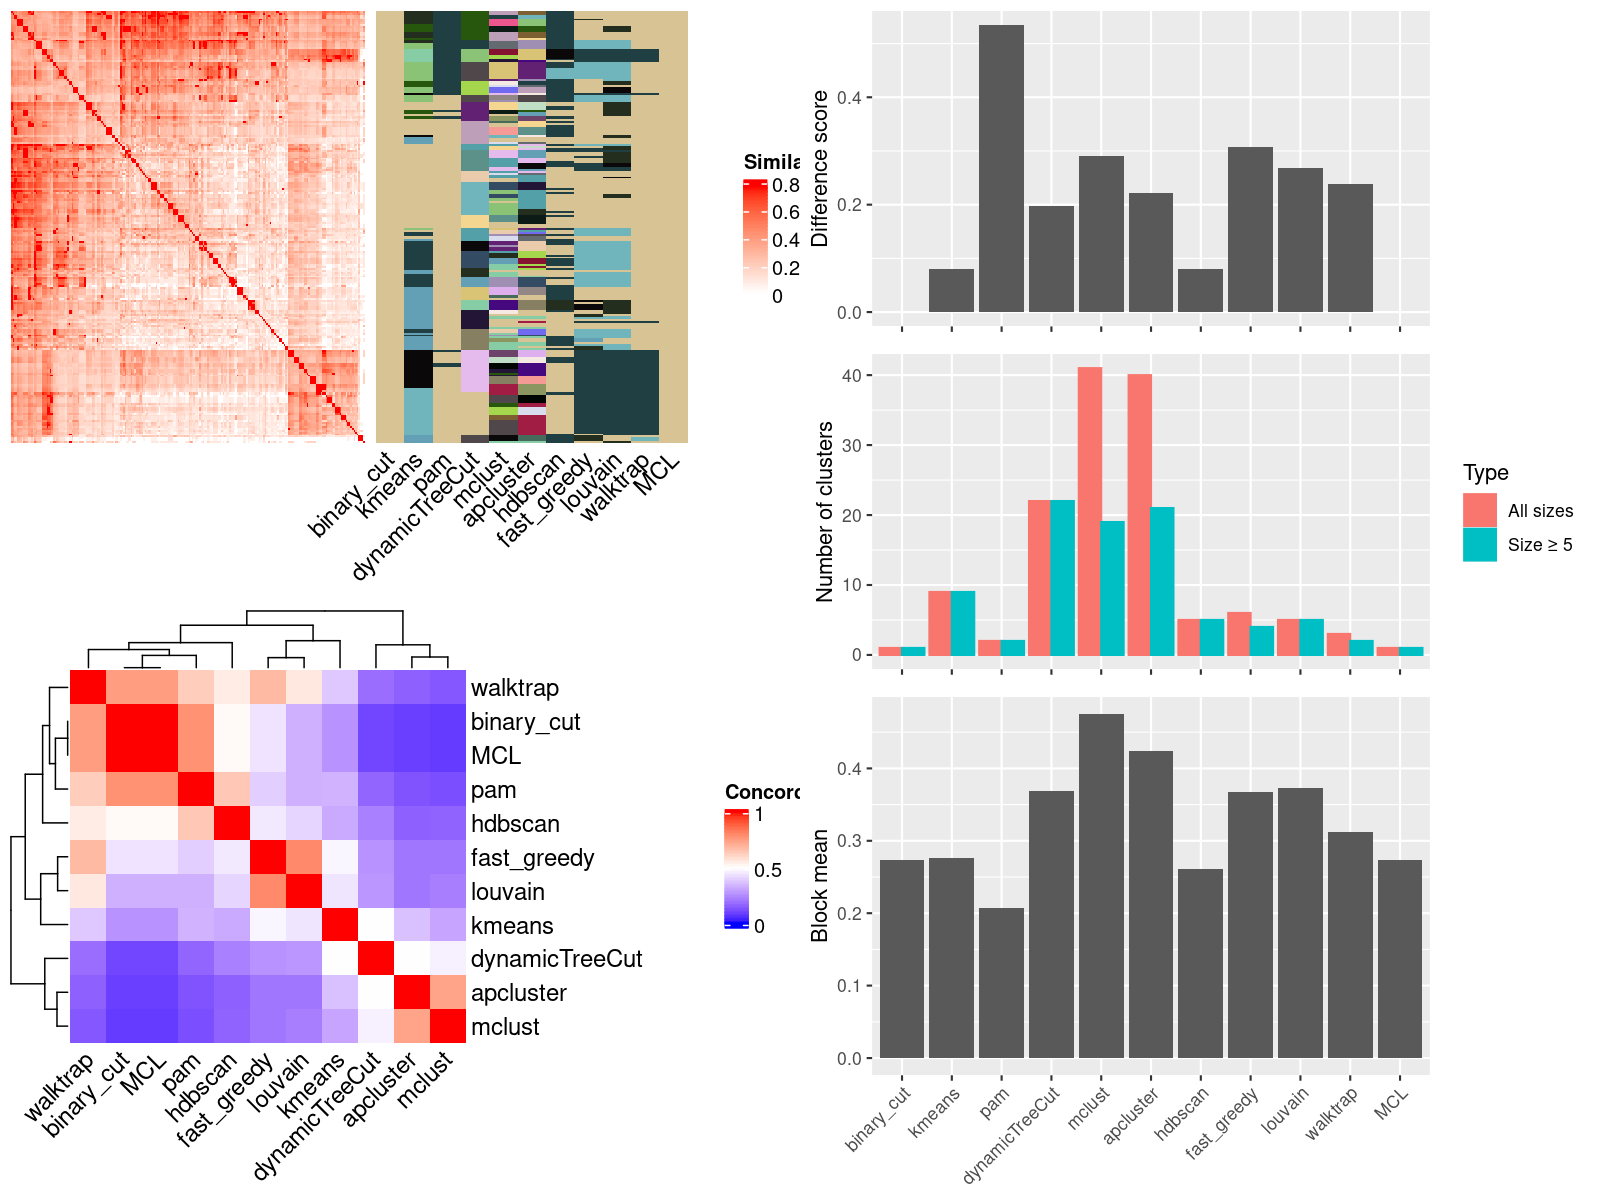 Simila
0.8
0.6
0.4
0.2
0
binary_cut
kmeans
pam
dynamicTreeCut
mclust
apcluster
hdbscan
fast_greedy
louvain
walktrap
MCL
walktrap
binary_cut
MCL
pam
hdbscan
fast_greedy
louvain
kmeans
dynamicTreeCut
apcluster
mclust
walktrap
binary_cut
MCL
pam
hdbscan
fast_greedy
louvain
kmeans
dynamicTreeCut
apcluster
mclust
Concord
1
0.5
0
Difference score
0.4
0.2
0.0
Number of clusters
40
30
20
10
0
Type
All sizes
Size ≥ 5
Block mean
0.4
0.3
0.2
0.1
0.0
binary_cut
kmeans
pam
dynamicTreeCut
mclust
apcluster
hdbscan
fast_greedy
louvain
walktrap
MCL